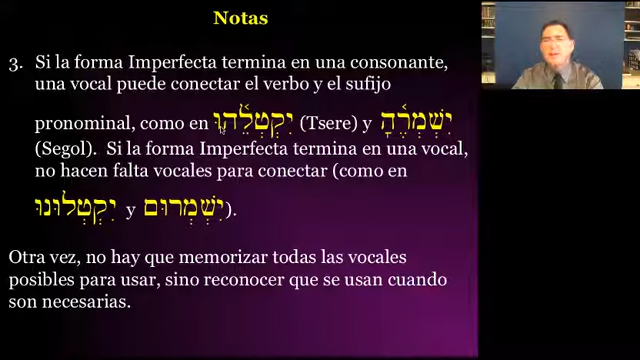 Notas
3. Si la forma Imperfecta termina en una consonante,
una vocal puede conectar el verbo y el sufijo
pronominal, como en יִקְטְלֵ֫הוּ (Tsere) y יִשְׁמְרֶ֫הָ
(Segol). Si la forma Imperfecta termina en una vocal,
no hacen falta vocales para conectar (como en
יִקְטְלוּנוּ y יִשְׁמְרוּם).
Otra vez, no hay que memorizar todas las vocales
posibles para usar, sino reconocer que se usan cuando
son necesarias.